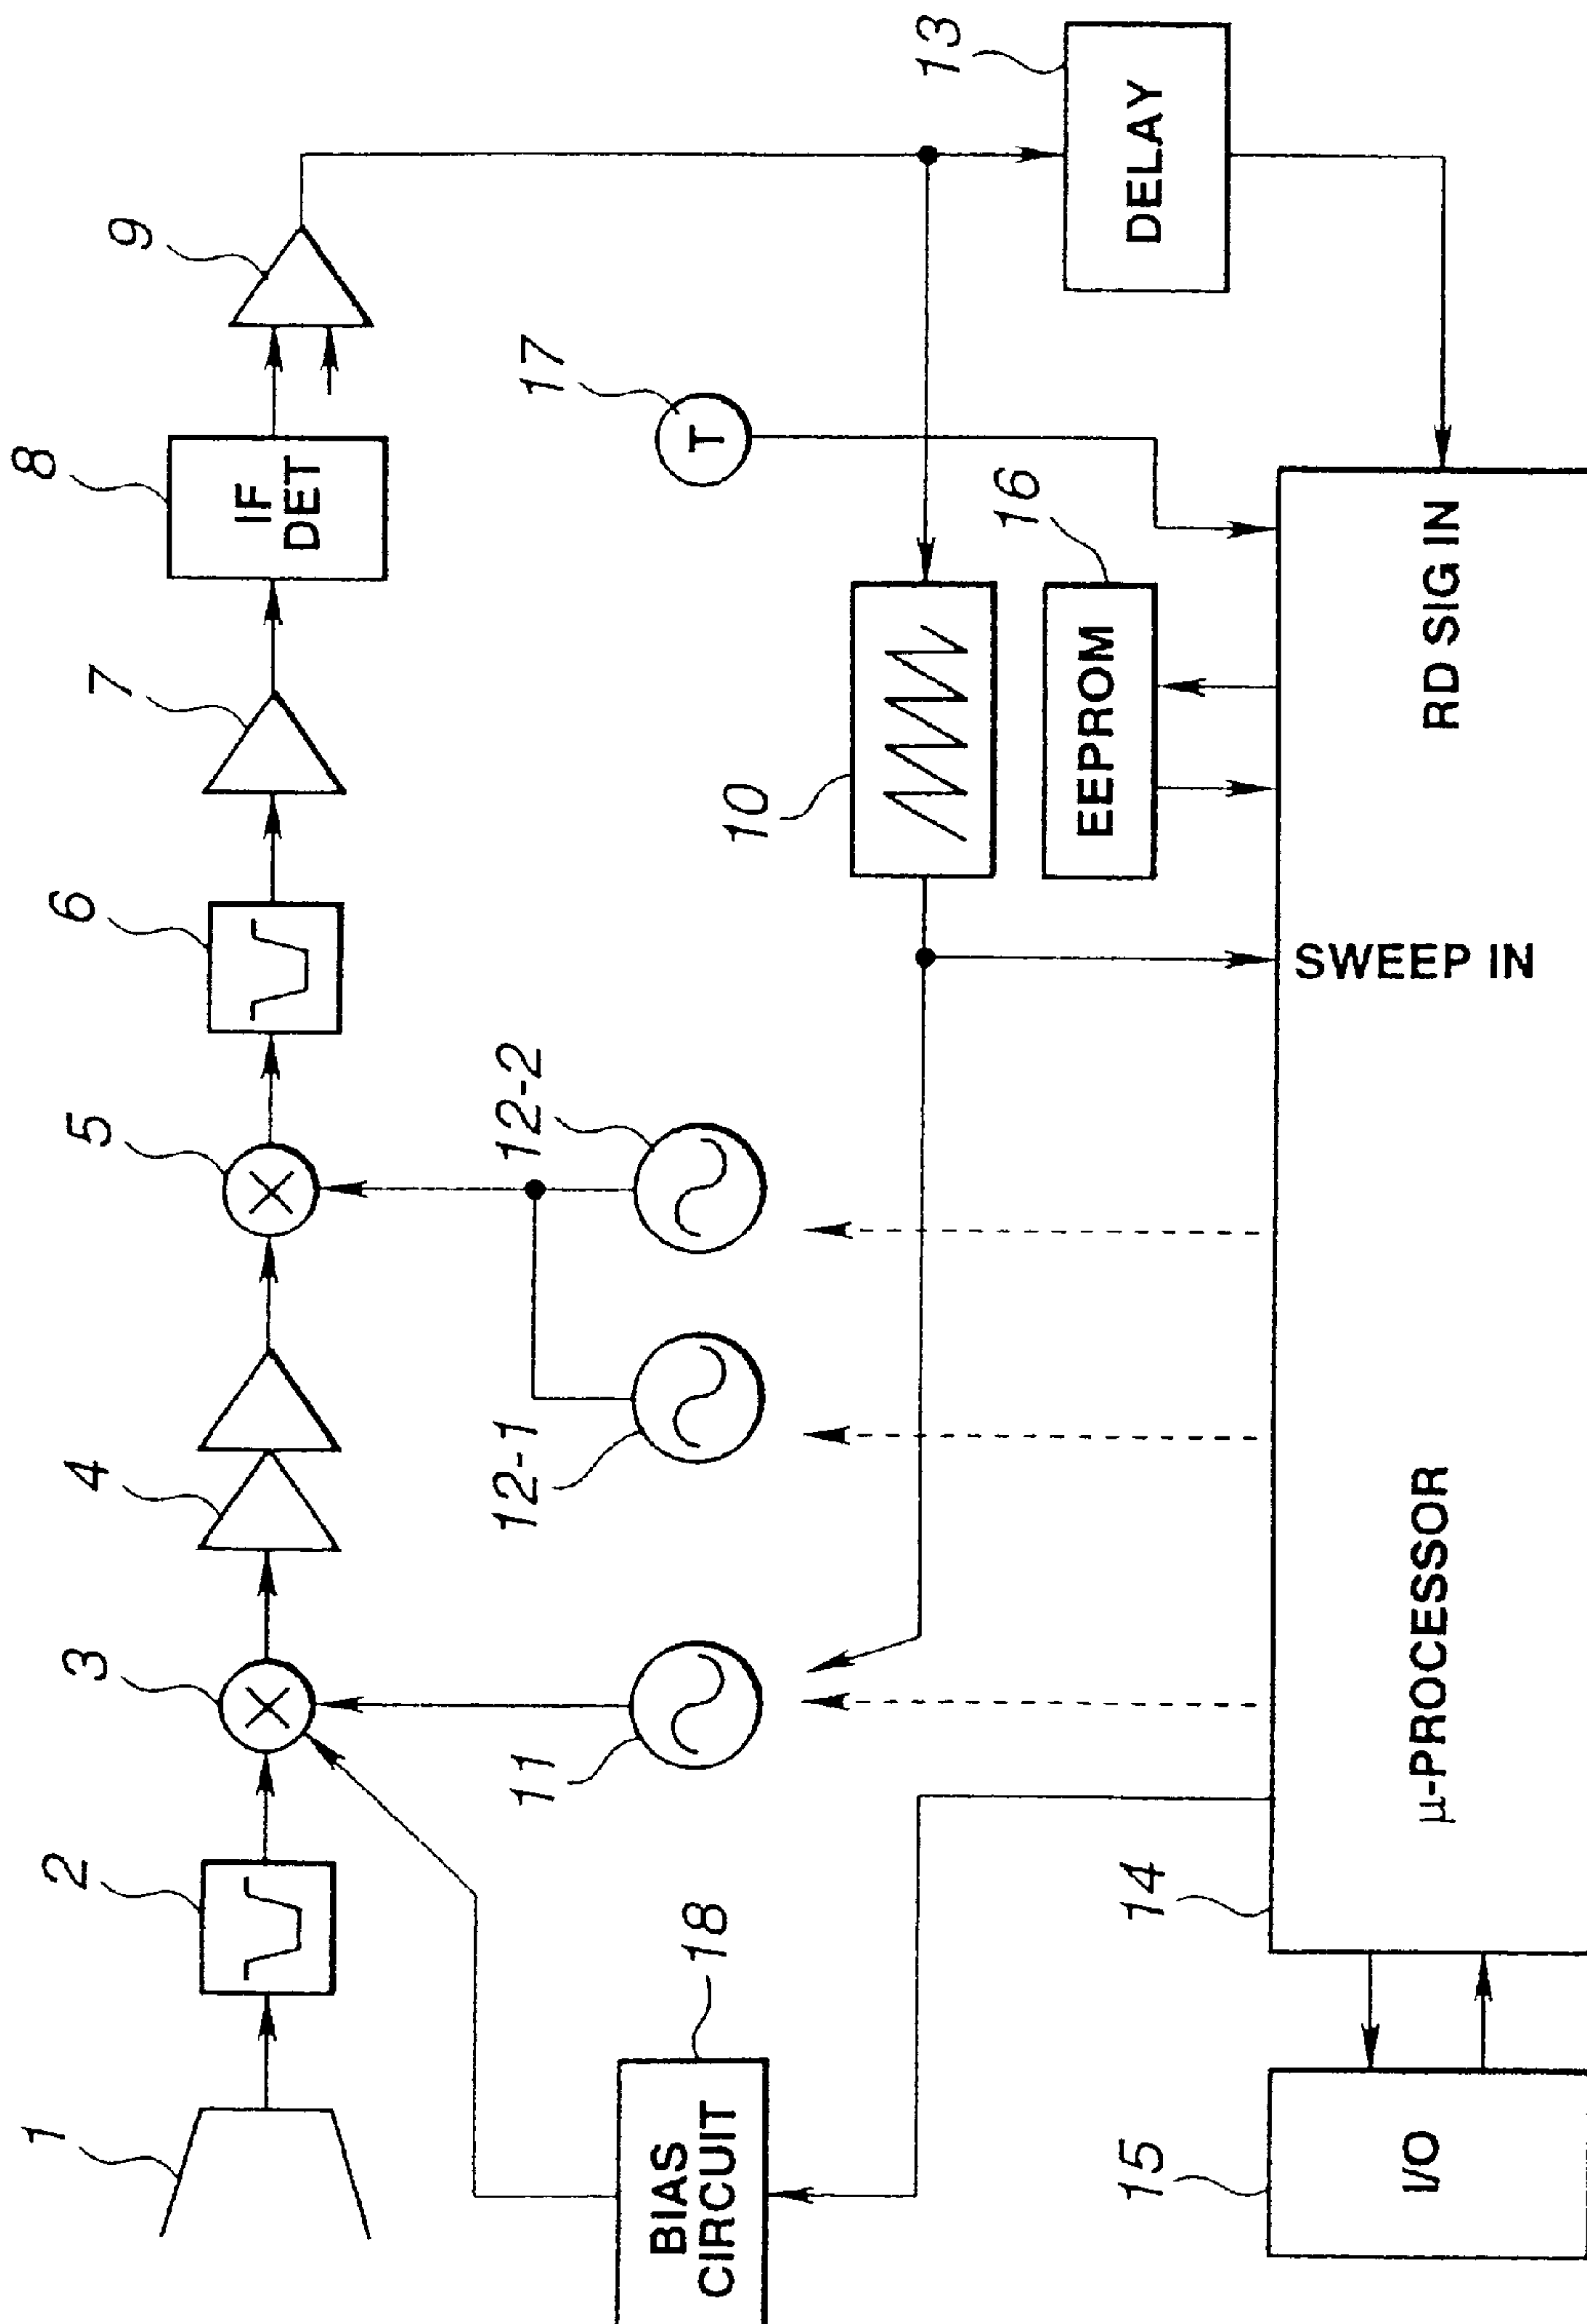 1
2
3
4
5
6
7
8
IF
DET
9
11
12-1
12-2
17
T
10
13
DELAY
18
BIAS
CIRCUIT
16
EEPROM
SWEEP IN
RD SIG IN
14
μ-PROCESSOR
15
I/O